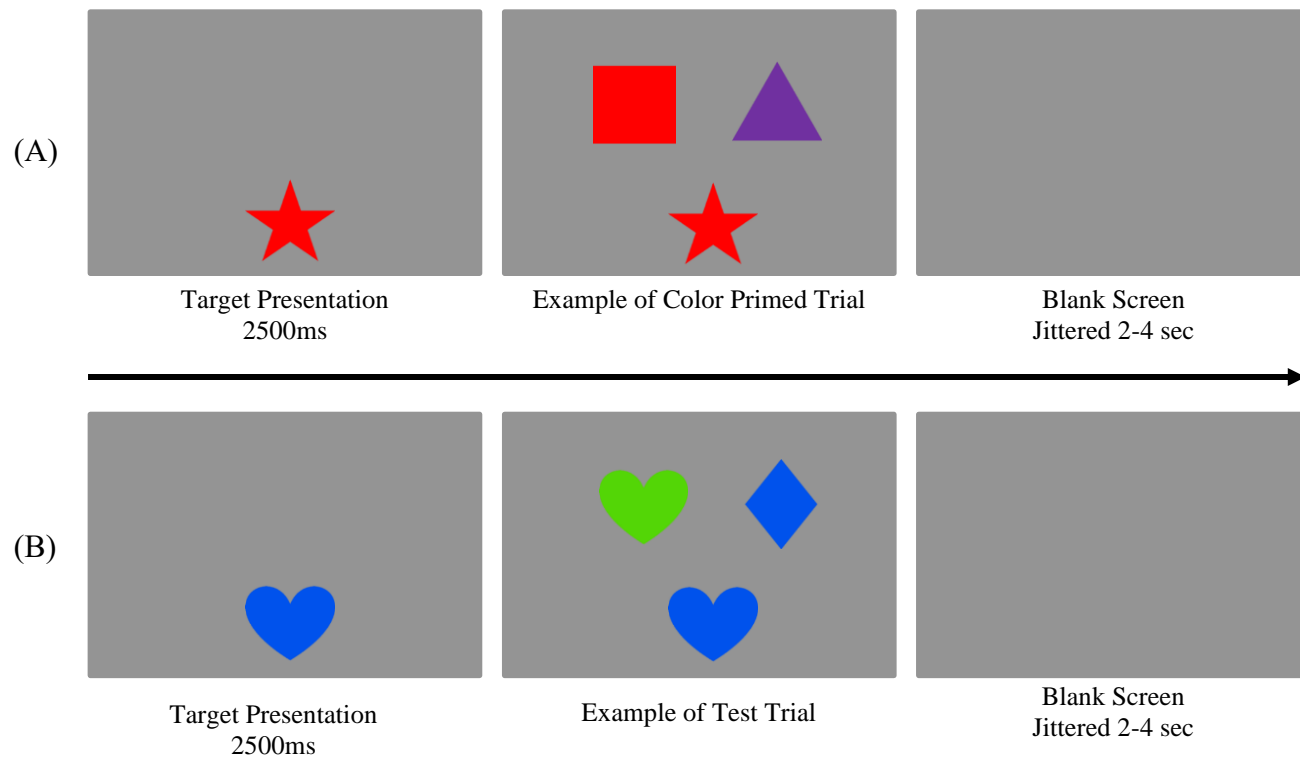 (A)
Target Presentation
2500ms
Example of Color Primed Trial
Blank Screen
Jittered 2-4 sec
(B)
Target Presentation
2500ms
Example of Test Trial
Blank Screen
Jittered 2-4 sec